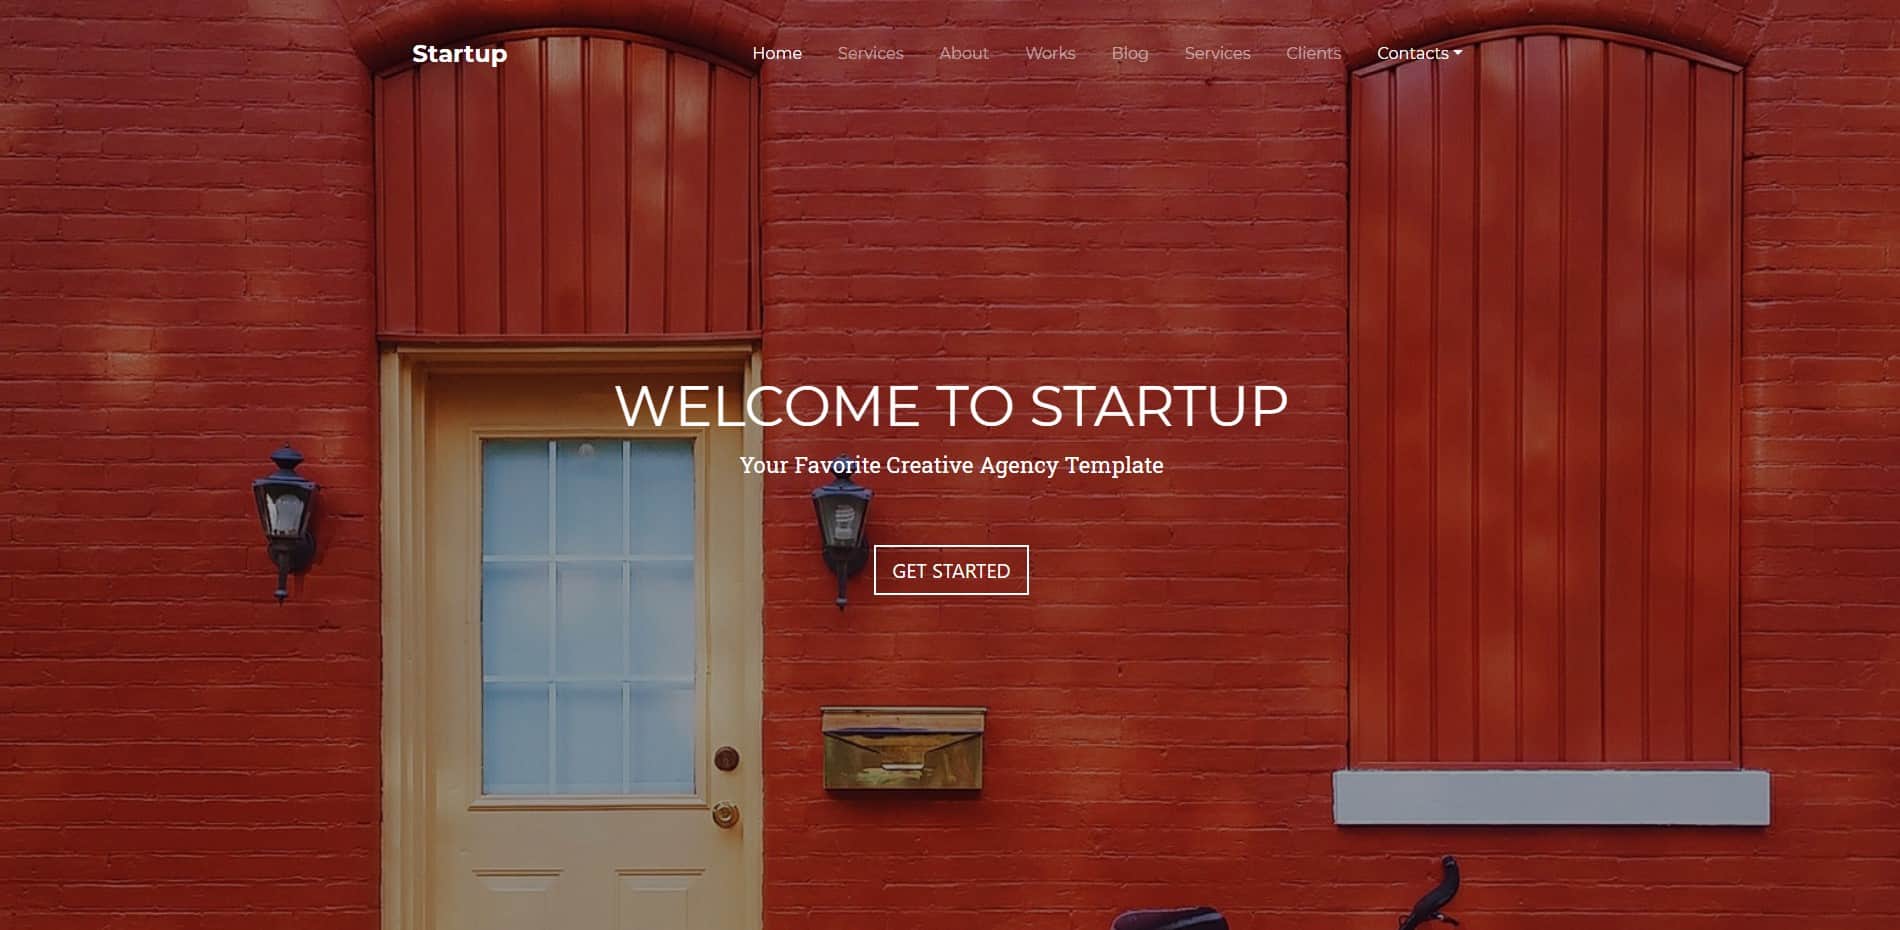 Startup
Home Services About Works Blog Services Clients Contacts
WELCOME TO STARTUP
Your Favorite Creative Agency Template
GET STARTED